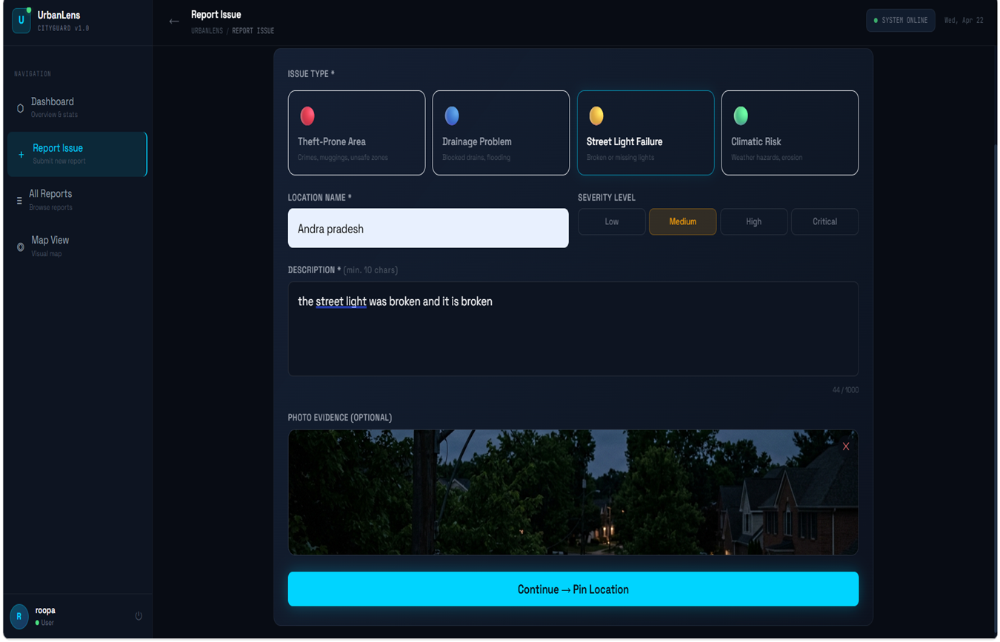 U
UrbanLens
CITYGUARD v1.0
NAVIGATION
Dashboard
Overview & stats
+ Report Issue
Submit new report
All Reports
Browse reports
Map View
Visual map
R
roopa
User
← Report Issue
URBANLENS / REPORT ISSUE
SYSTEM ONLINE
Wed, Apr 22
ISSUE TYPE *
Theft-Prone Area
Crimes, muggings, unsafe zones
Drainage Problem
Blocked drains, flooding
Street Light Failure
Broken or missing lights
Climatic Risk
Weather hazards, erosion
LOCATION NAME *
Andra pradesh
SEVERITY LEVEL
Low Medium High Critical
DESCRIPTION * (min. 10 chars)
the street light was broken and it is broken
44 / 1000
PHOTO EVIDENCE (OPTIONAL)
X
Continue → Pin Location